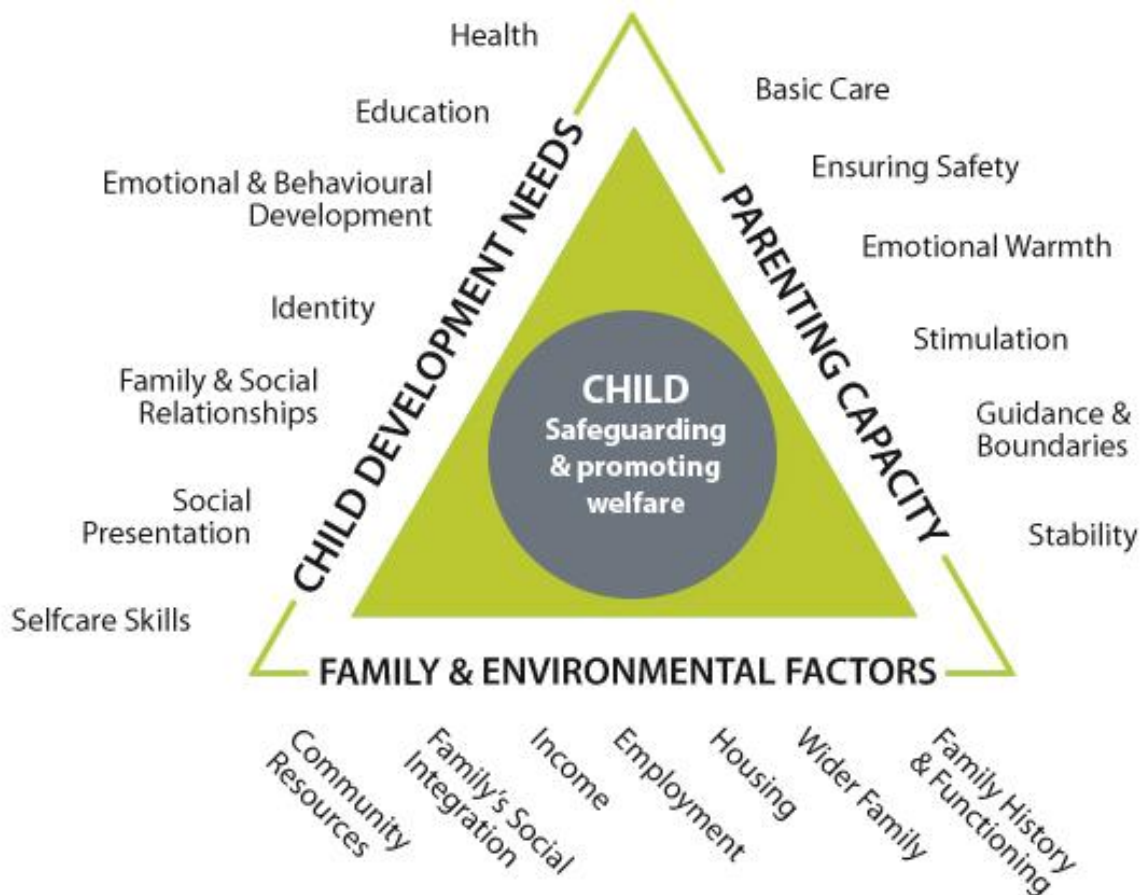 Health
Education
Emotional & Behavioural
Development
Identity
Family & Social
Relationships
Social
Presentation
Selfcare Skills
CHILD DEVELOPMENT NEEDS
Basic Care
Ensuring Safety
Emotional Warmth
Stimulation
Guidance &
Boundaries
Stability
PARENTING CAPACITY
CHILD
Safeguarding
& promoting
welfare
FAMILY & ENVIRONMENTAL FACTORS
Community
Resources
Family's Social
Integration
Income
Employment
Housing
Wider Family
Family History
& Functioning